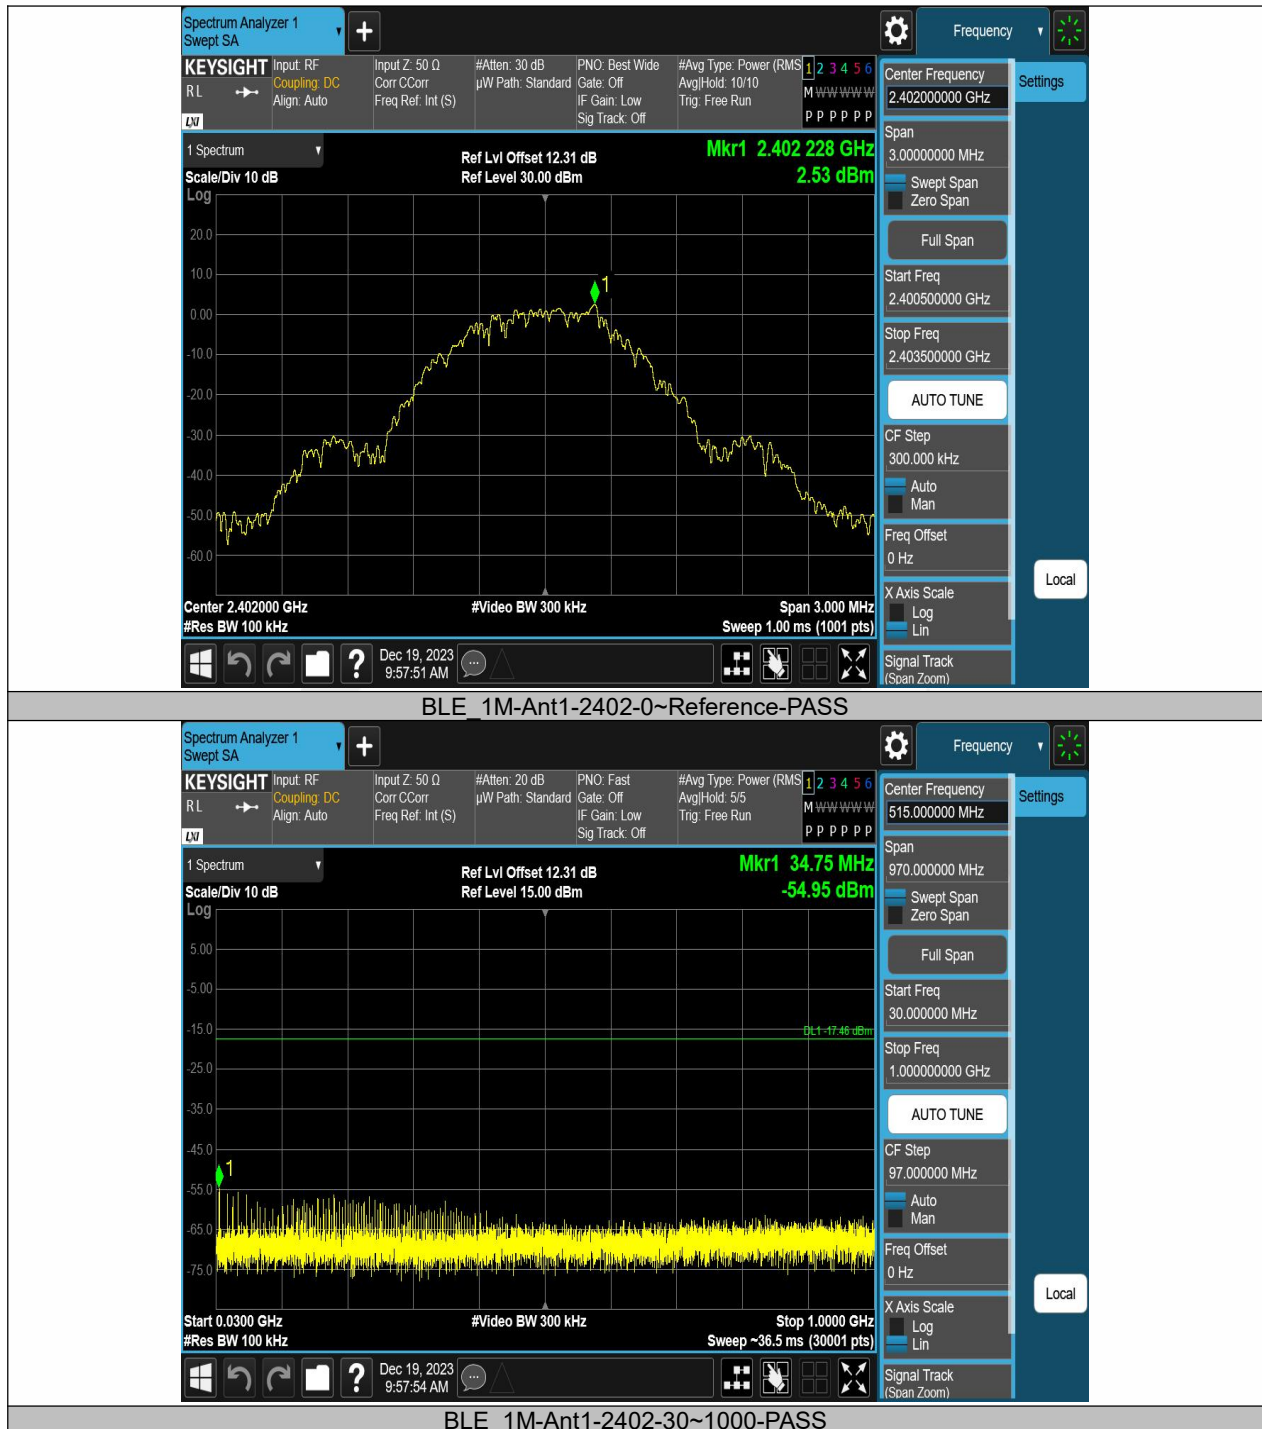 Spectrum Analyzer 1
Swept SA
+
Frequency
KEYSIGHT
RL
LXI
Input: RF
Coupling: DC
Align: Auto
Input Z: 50 Ω
Corr CCorr
Freq Ref: Int (S)
#Atten: 30 dB
µW Path: Standard
PNO: Best Wide
Gate: Off
IF Gain: Low
Sig Track: Off
#Avg Type: Power (RMS
Avg|Hold: 10/10
Trig: Free Run
1 2 3 4 5 6
M W W W W W
P P P P P P
1 Spectrum
Scale/Div 10 dB
Log
Ref Lvl Offset 12.31 dB
Ref Level 30.00 dBm
Mkr1 2.402 228 GHz
2.53 dBm
20.0
10.0
0.00
-10.0
-20.0
-30.0
-40.0
-50.0
-60.0
1
Center 2.402000 GHz
#Res BW 100 kHz
#Video BW 300 kHz
Span 3.000 MHz
Sweep 1.00 ms (1001 pts)
?
Dec 19, 2023
9:57:51 AM
Center Frequency
2.402000000 GHz
Settings
Span
3.00000000 MHz
Swept Span
Zero Span
Full Span
Start Freq
2.400500000 GHz
Stop Freq
2.403500000 GHz
AUTO TUNE
CF Step
300.000 kHz
Auto
Man
Freq Offset
0 Hz
Local
X Axis Scale
Log
Lin
Signal Track
(Span Zoom)
BLE_1M-Ant1-2402-0~Reference-PASS
Spectrum Analyzer 1
Swept SA
+
Frequency
KEYSIGHT
RL
LXI
Input: RF
Coupling: DC
Align: Auto
Input Z: 50 Ω
Corr CCorr
Freq Ref: Int (S)
#Atten: 20 dB
µW Path: Standard
PNO: Fast
Gate: Off
IF Gain: Low
Sig Track: Off
#Avg Type: Power (RMS
Avg|Hold: 5/5
Trig: Free Run
1 2 3 4 5 6
M W W W W W
P P P P P P
1 Spectrum
Scale/Div 10 dB
Log
Ref Lvl Offset 12.31 dB
Ref Level 15.00 dBm
Mkr1 34.75 MHz
-54.95 dBm
5.00
-5.00
-15.0
-25.0
-35.0
-45.0
-55.0
-65.0
-75.0
DL1 -17.46 dBm
1
Start 0.0300 GHz
#Res BW 100 kHz
#Video BW 300 kHz
Stop 1.0000 GHz
Sweep ~36.5 ms (30001 pts)
?
Dec 19, 2023
9:57:54 AM
Center Frequency
515.000000 MHz
Settings
Span
970.000000 MHz
Swept Span
Zero Span
Full Span
Start Freq
30.000000 MHz
Stop Freq
1.000000000 GHz
AUTO TUNE
CF Step
97.000000 MHz
Auto
Man
Freq Offset
0 Hz
Local
X Axis Scale
Log
Lin
Signal Track
(Span Zoom)
BLE_1M-Ant1-2402-30~1000-PASS